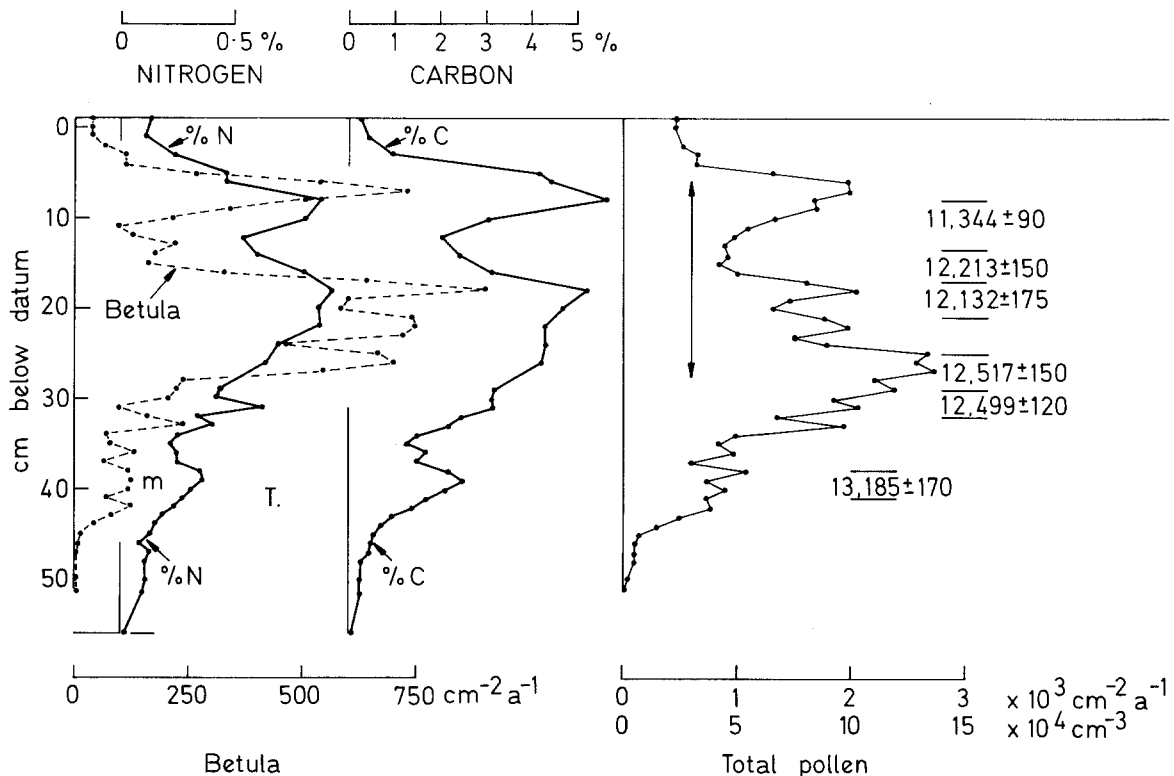 0 0·5 % 0 1 2 3 4 5 %
NITROGEN CARBON
% N % C
0
10
20
30
40
50
cm below datum
Betula
m
T.
% N % C
11,344 ± 90
12,213 ± 150
12,132 ± 175
12,517 ± 150
12,499 ± 120
13,185 ± 170
0 250 500 750 cm⁻² a⁻¹
0 1 2 3 x 10³ cm⁻² a⁻¹
0 5 10 15 x 10⁴ cm⁻³
Betula Total pollen